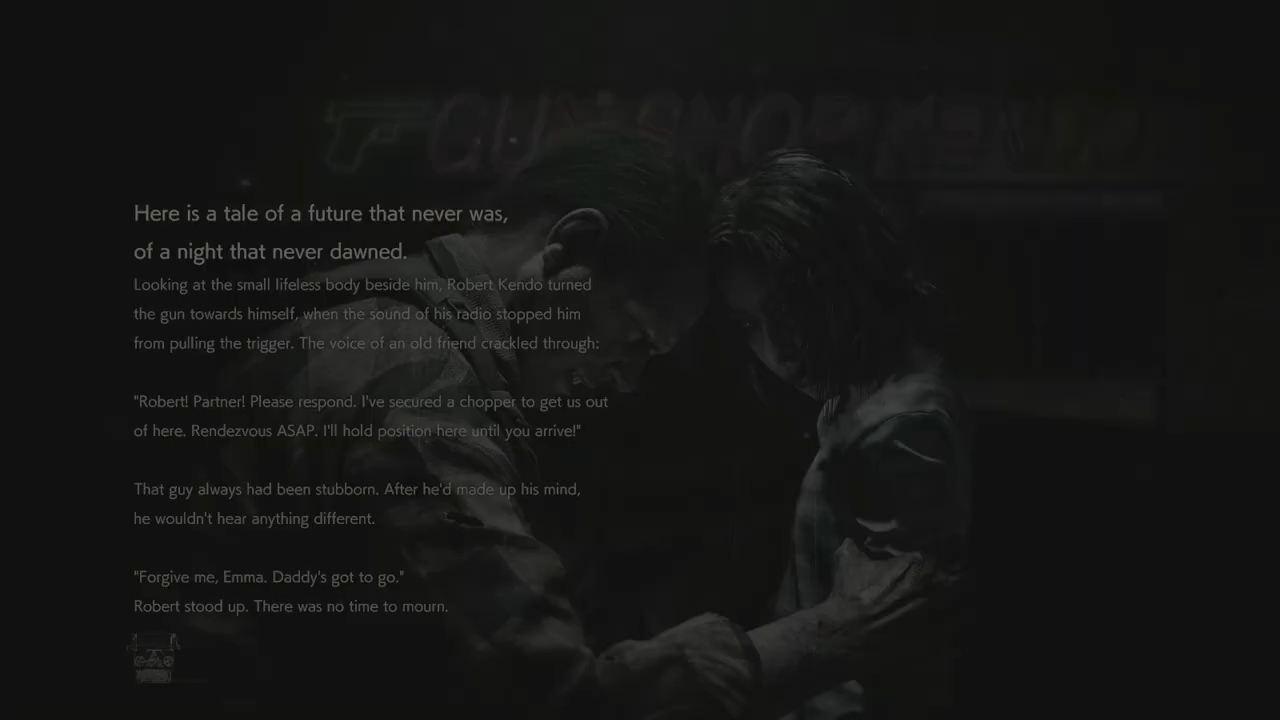 GUN SHOP KENDO
Here is a tale of a future that never was,
of a night that never dawned.
Looking at the small lifeless body beside him, Robert Kendo turned
the gun towards himself, when the sound of his radio stopped him
from pulling the trigger. The voice of an old friend crackled through:
"Robert! Partner! Please respond. I've secured a chopper to get us out
of here. Rendezvous ASAP. I'll hold position here until you arrive!"
That guy always had been stubborn. After he'd made up his mind,
he wouldn't hear anything different.
"Forgive me, Emma. Daddy's got to go."
Robert stood up. There was no time to mourn.